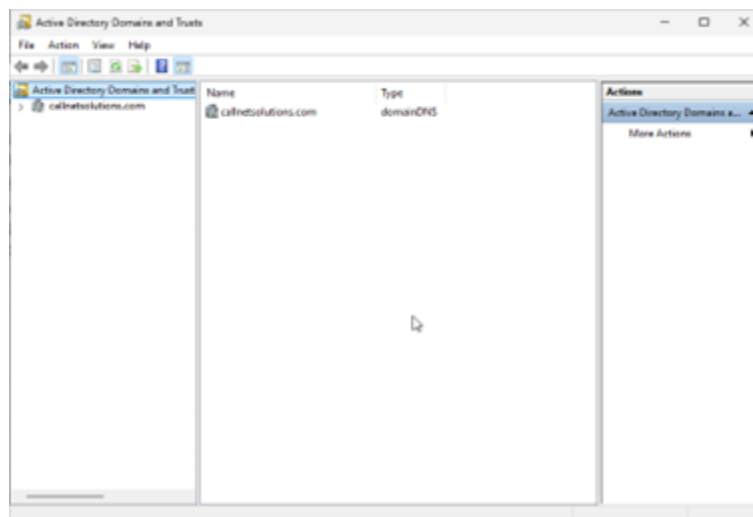 Active Directory Domains and Trusts
File Action View Help
Active Directory Domains and Trust
callnetsolutions.com
Name Type
callnetsolutions.com domainDNS
Actions
Active Directory Domains a...
More Actions